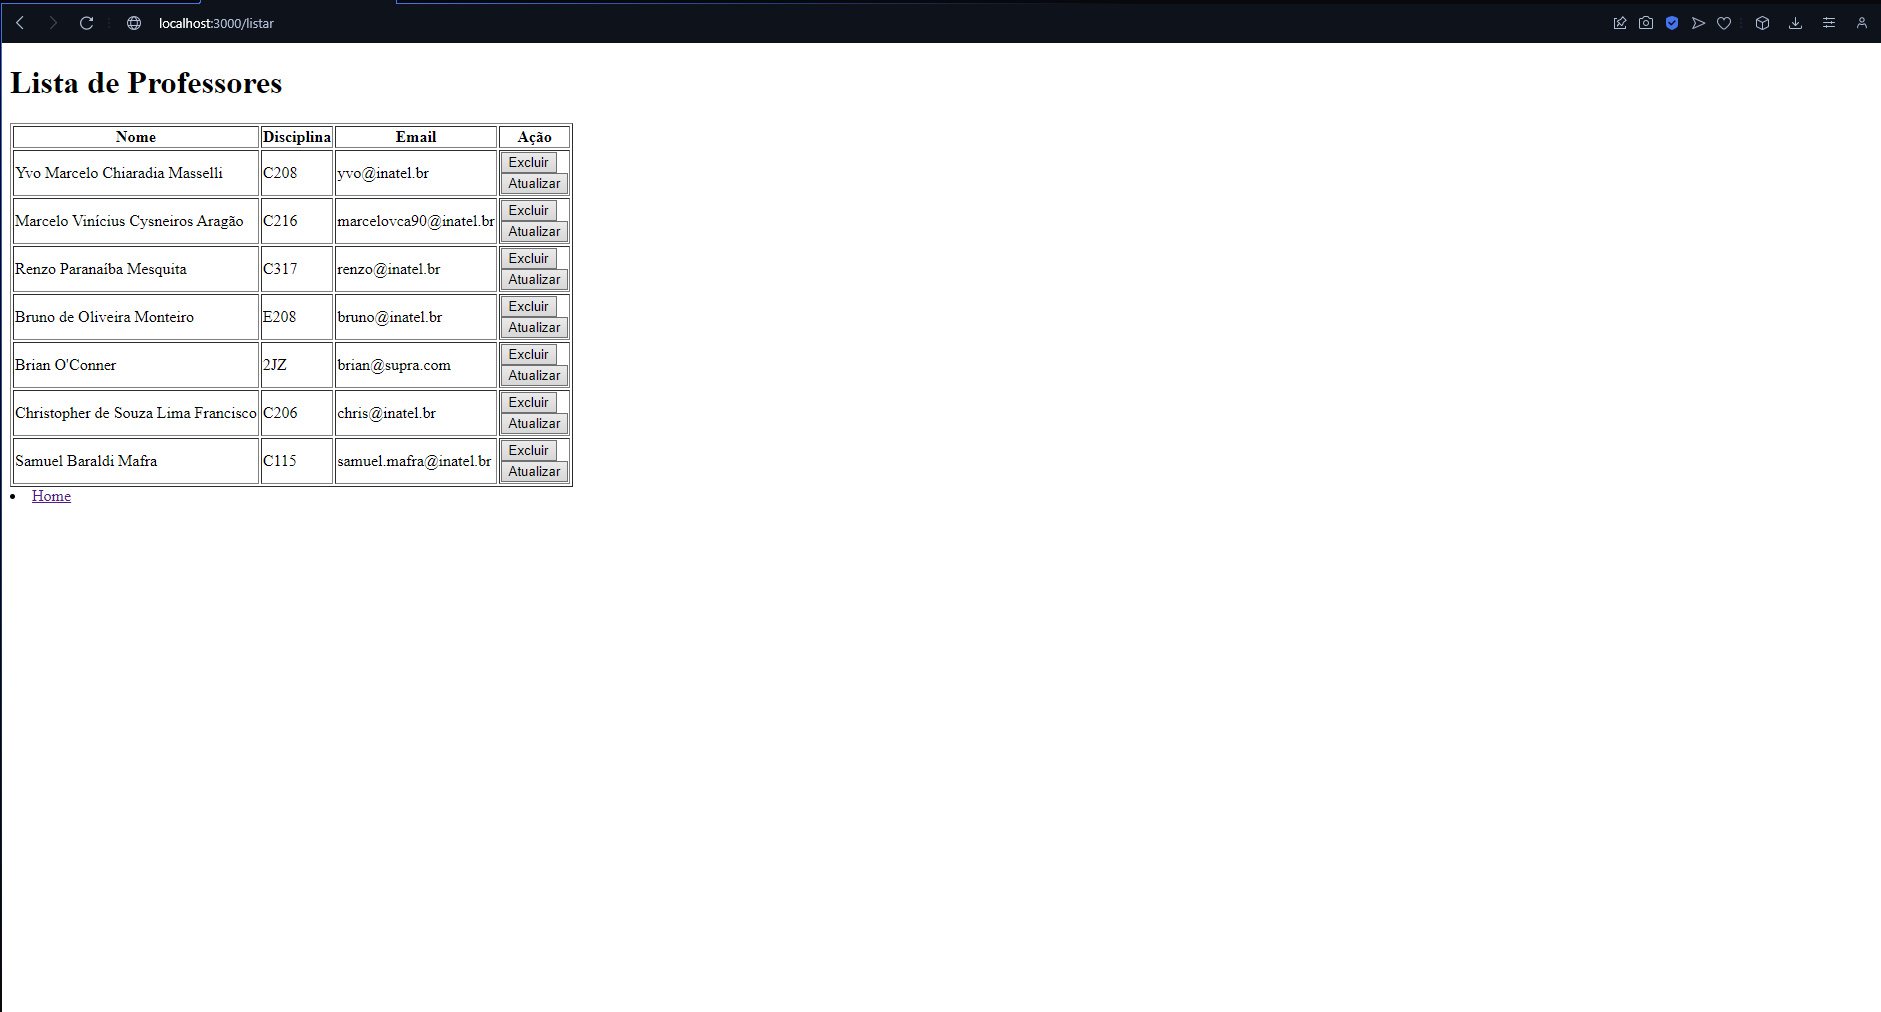 localhost:3000/listar
Lista de Professores
Nome Disciplina Email Ação
Yvo Marcelo Chiaradia Masselli C208 yvo@inatel.br Excluir
Atualizar
Marcelo Vinícius Cysneiros Aragão C216 marcelovca90@inatel.br Excluir
Atualizar
Renzo Paranaíba Mesquita C317 renzo@inatel.br Excluir
Atualizar
Bruno de Oliveira Monteiro E208 bruno@inatel.br Excluir
Atualizar
Brian O'Conner 2JZ brian@supra.com Excluir
Atualizar
Christopher de Souza Lima Francisco C206 chris@inatel.br Excluir
Atualizar
Samuel Baraldi Mafra C115 samuel.mafra@inatel.br Excluir
Atualizar
Home